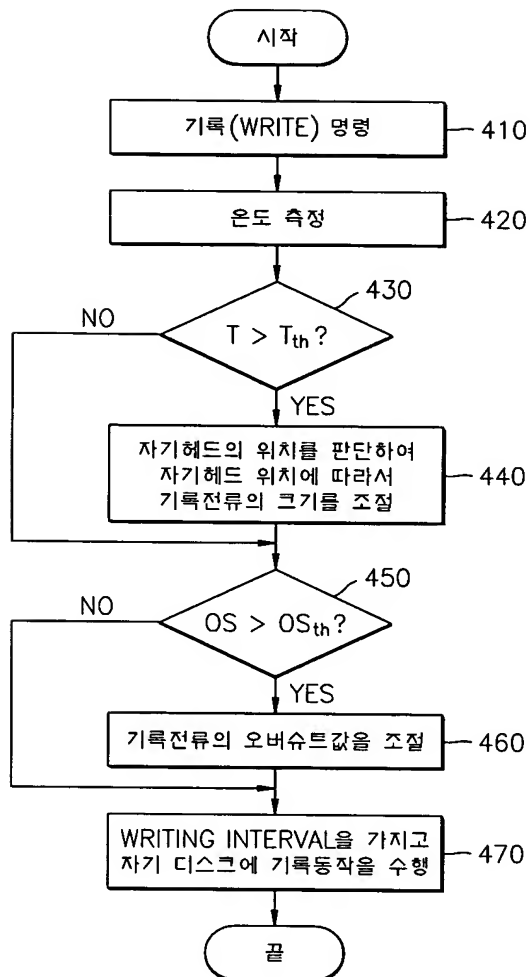 시작
기록(WRITE) 명령
410
온도 측정
420
430
T > Tth?
NO
YES
자기헤드의 위치를 판단하여
자기헤드 위치에 따라서
기록전류의 크기를 조절
440
450
OS > OSth?
NO
YES
기록전류의 오버슈트값을 조절
460
WRITING INTERVAL을 가지고
자기 디스크에 기록동작을 수행
470
끝